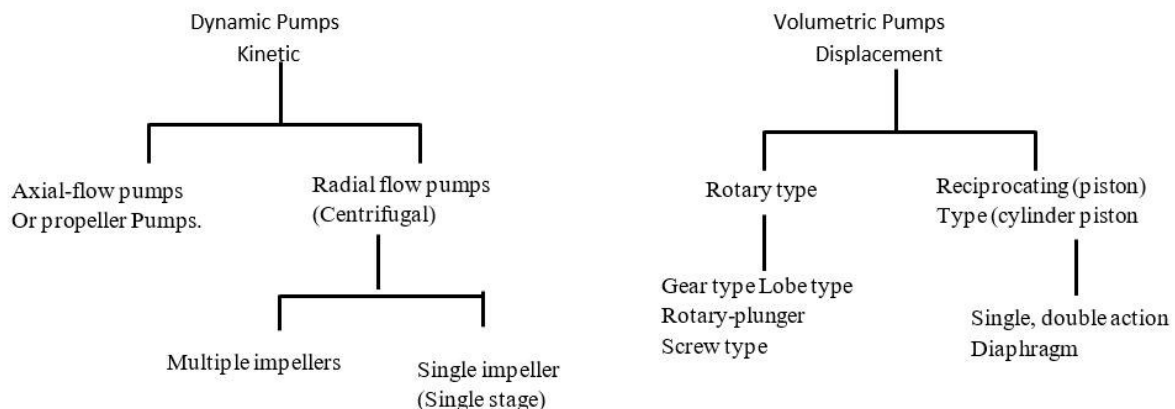 Dynamic Pumps
Kinetic
Axial-flow pumps
Or propeller Pumps.
Radial flow pumps
(Centrifugal)
Multiple impellers
Single impeller
(Single stage)
Volumetric Pumps
Displacement
Rotary type
Gear type Lobe type
Rotary-plunger
Screw type
Reciprocating (piston)
Type (cylinder piston
Single, double action
Diaphragm